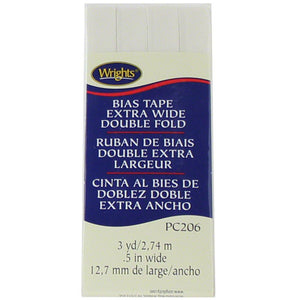 Wrights®
BIAS TAPE
EXTRA WIDE
DOUBLE FOLD
RUBAN DE BIAIS
DOUBLE EXTRA
LARGEUR
CINTA AL BIES DE
DOBLEZ DOBLE
EXTRA ANCHO
PC206
3 yd/2,74 m
.5 in wide
12,7 mm de largo/ancho